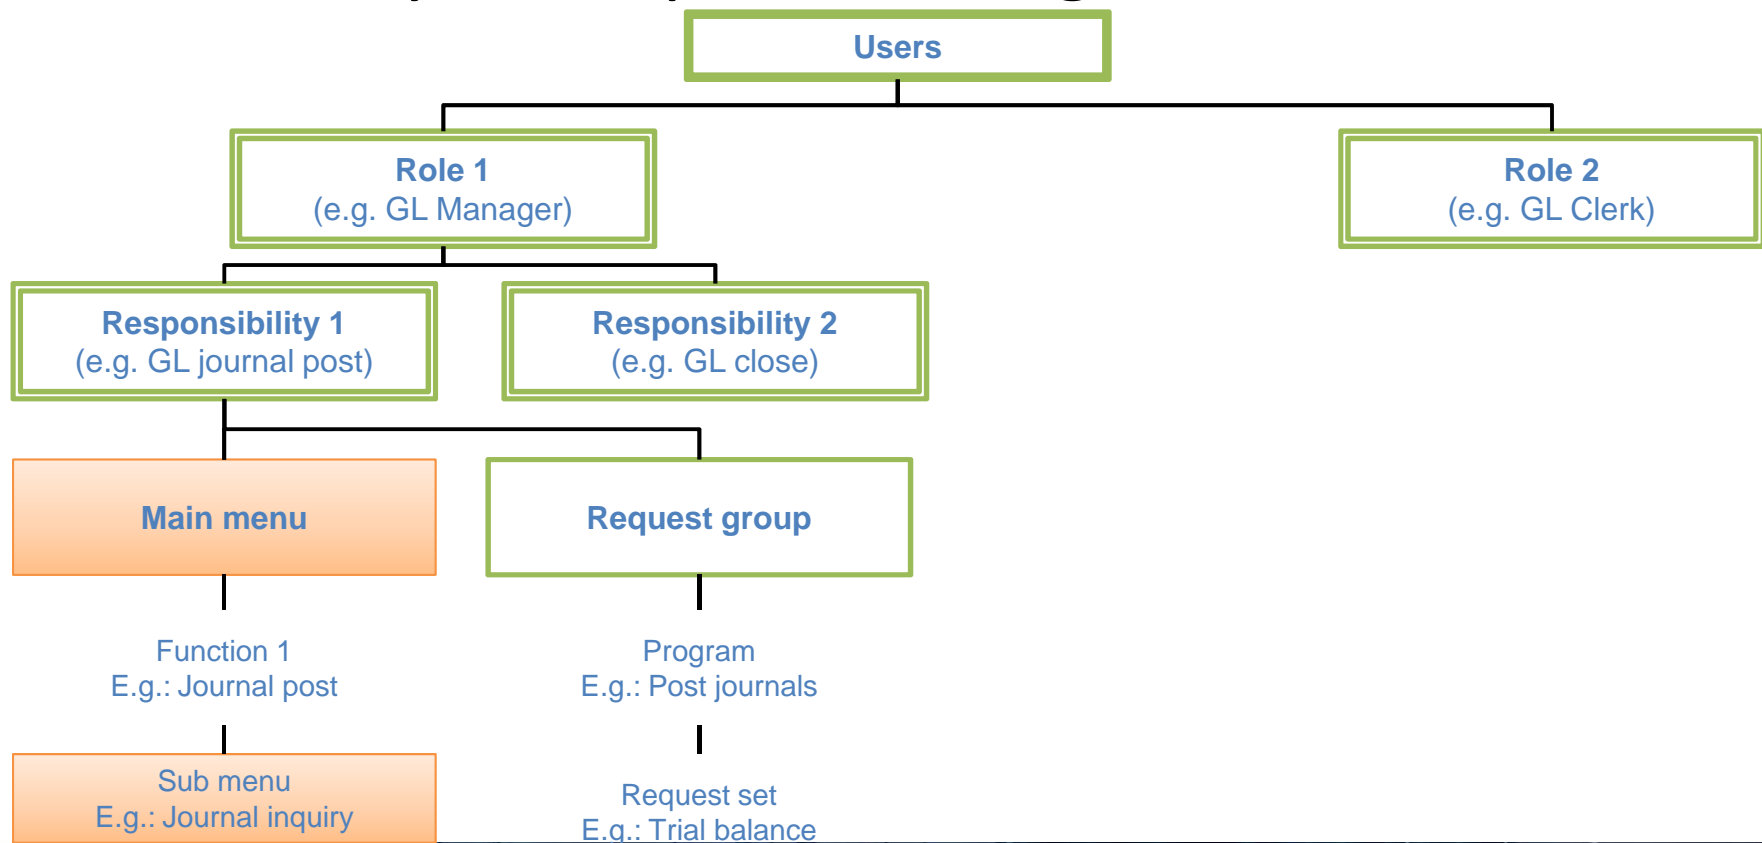 Users
Role 1
(e.g. GL Manager)
Role 2
(e.g. GL Clerk)
Responsibility 1
(e.g. GL journal post)
Responsibility 2
(e.g. GL close)
Main menu
Request group
Function 1
E.g.: Journal post
Program
E.g.: Post journals
Sub menu
E.g.: Journal inquiry
Request set
E.g.: Trial balance